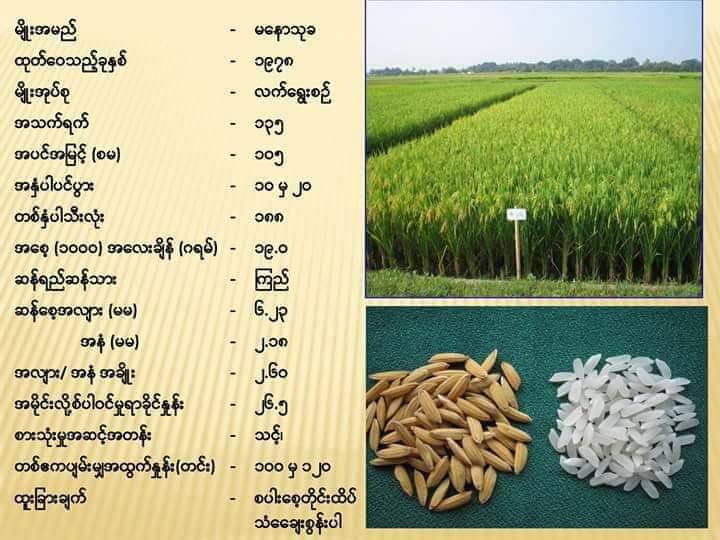 မျိုးအမည် - မနောသုခ
ထုတ်ဝေသည့်ခုနှစ် - ၁၉၇၈
မျိုးအုပ်စု - လက်ရွေးစဉ်
အသက်ရက် - ၁၃၅
အပင်အမြင့် (စမ) - ၁၀၅
အနှံပါပင်ပွား - ၁၀ မှ ၂၀
တစ်နှံပါသီးလုံး - ၁၈၈
အစေ့ (၁၀၀၀) အလေးချိန် (ဂရမ်) - ၁၉.၀
ဆန်ရည်ဆန်သား - ကြည်
ဆန်စေ့အလျား (မမ) - ၆.၂၃
အနံ (မမ) - ၂.၁၈
အလျား/ အနံ အချိုး - ၂.၆၀
အမိုင်းလို့စ်ပါဝင်မှုရာခိုင်နှုန်း - ၂၆.၅
စားသုံးမှုအဆင့်အတန်း - သင့်၊
တစ်ဧကပျမ်းမျှအထွက်နှုန်း(တင်း) - ၁၀၀ မှ ၁၂၀
ထူးခြားချက် - စပါးစေ့တိုင်းထိပ်
သံချေးစွန်းပါ